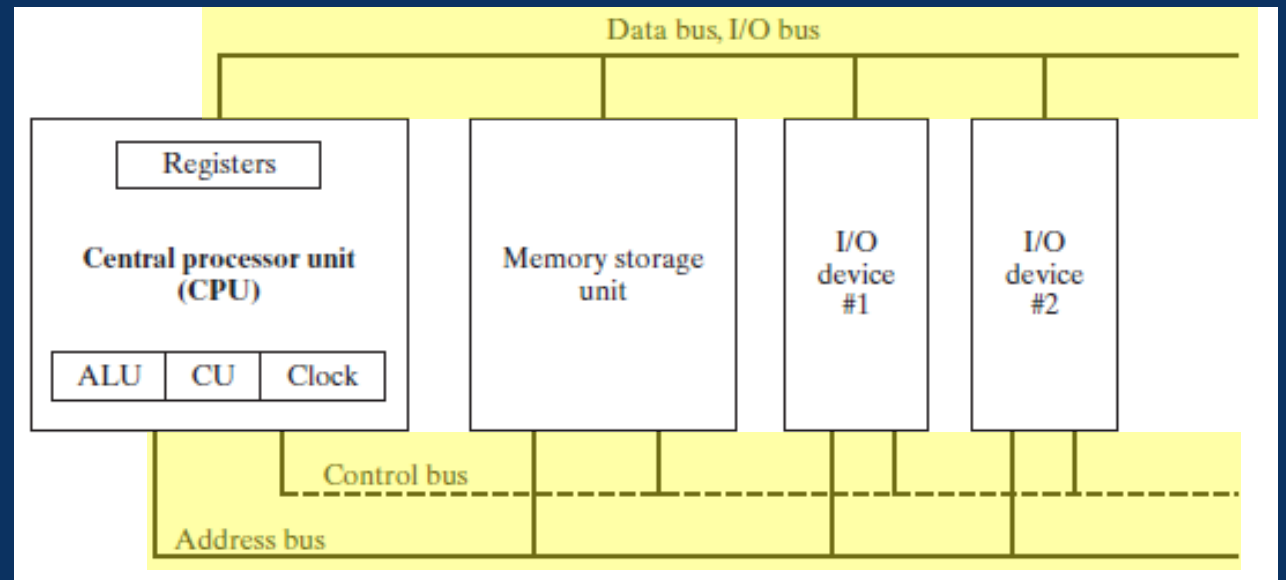 Data bus, I/O bus
Registers
Central processor unit
(CPU)
ALU CU Clock
Memory storage
unit
I/O
device
#1
I/O
device
#2
Control bus
Address bus